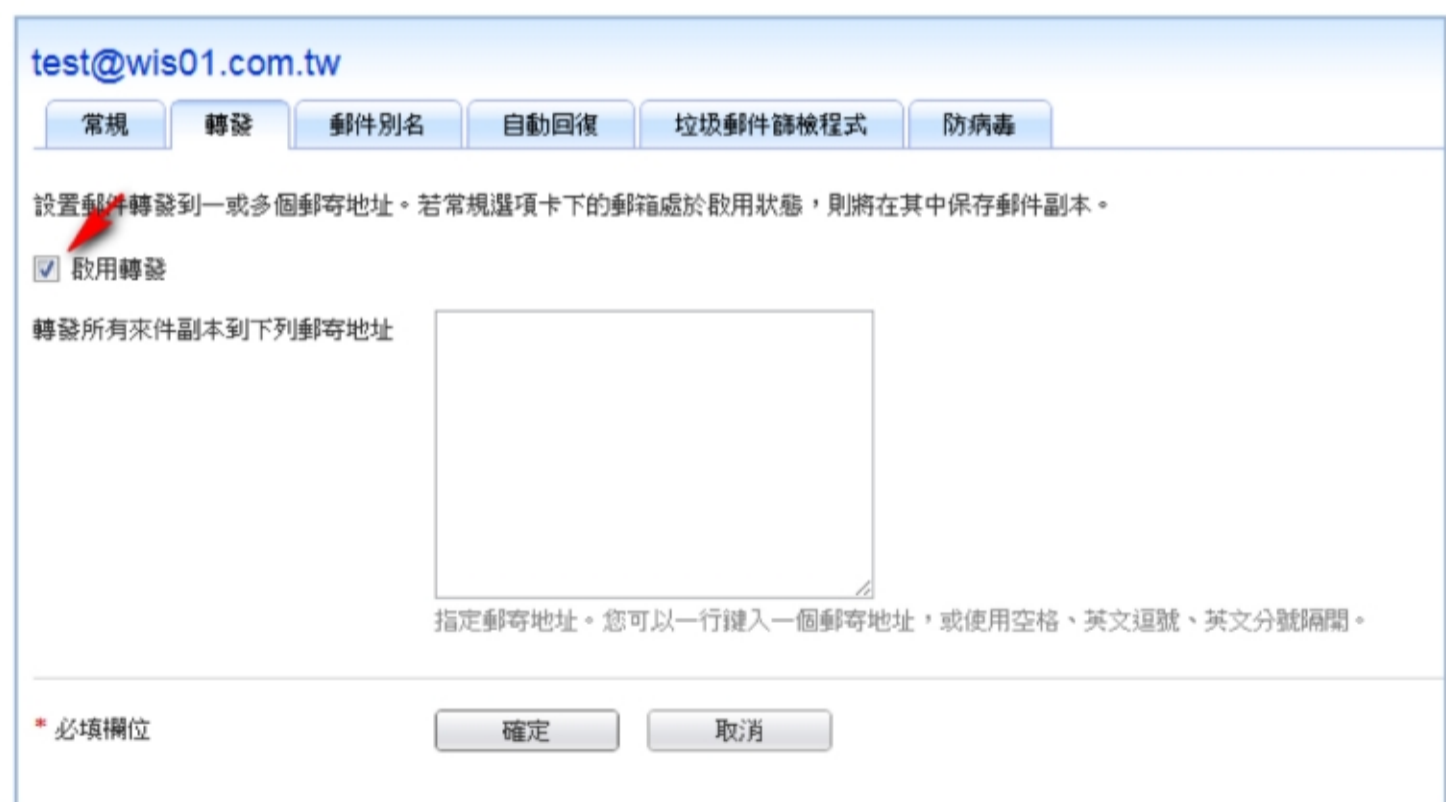 test@wis01.com.tw
常規 轉發 郵件別名 自動回復 垃圾郵件篩檢程式 防病毒
設置郵件轉發到一或多個郵寄地址。若常規選項卡下的郵箱處於啟用狀態，則將在其中保存郵件副本。
啟用轉發
轉發所有來件副本到下列郵寄地址
指定郵寄地址。您可以一行鍵入一個郵寄地址，或使用空格、英文逗號、英文分號隔開。
* 必填欄位 確定 取消